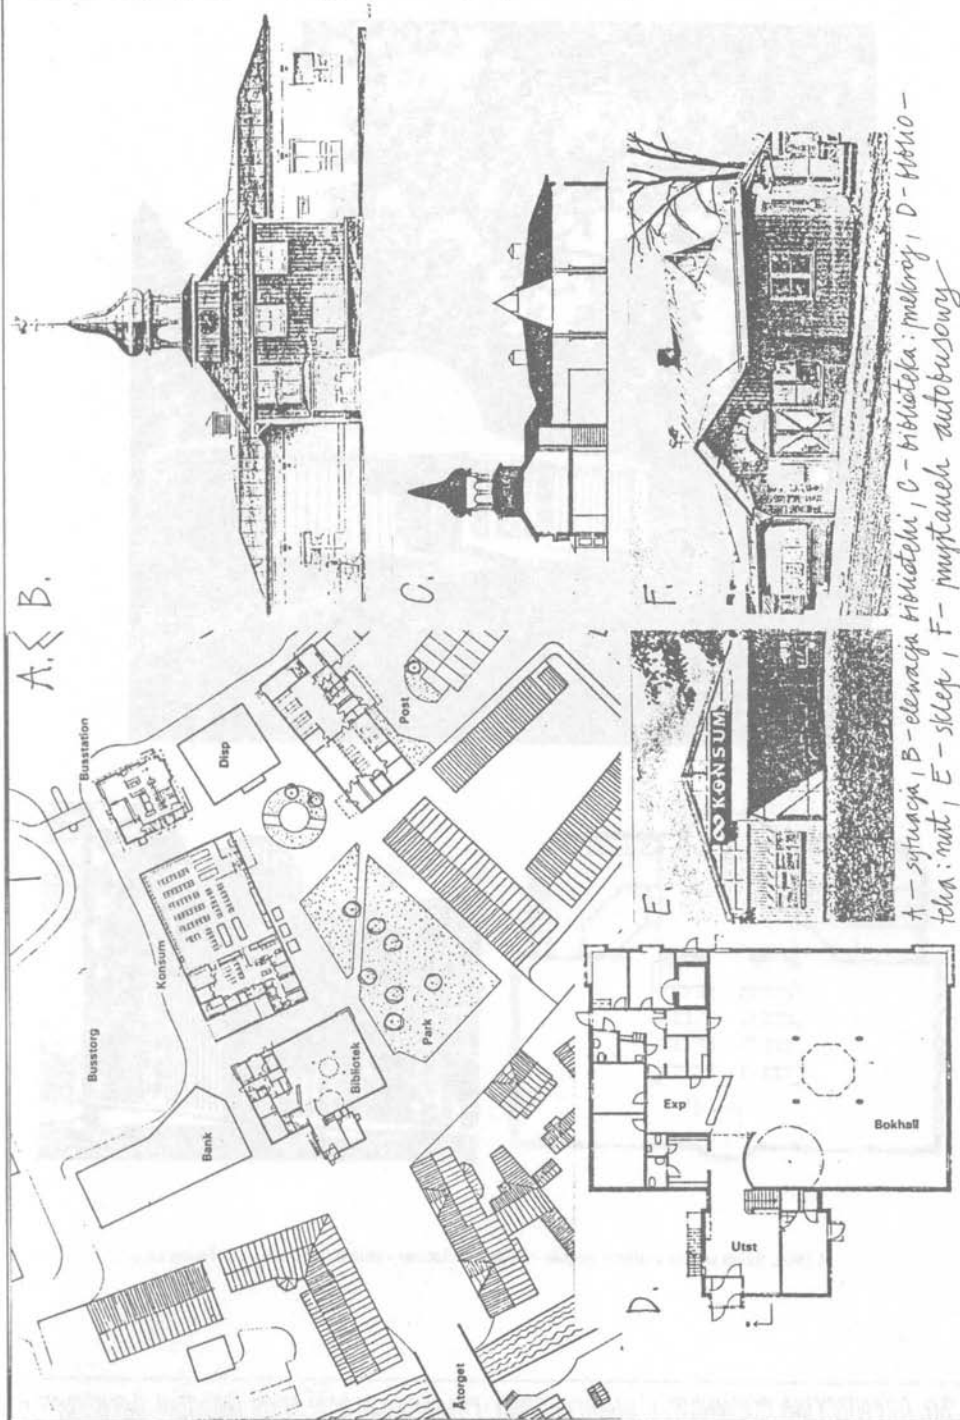 A.
B.
C.
F.
Busstation
Disp
Post
Konsum
Busstorg
Bank
Bibliotek
Park
Åtorget
E.
KONSUM
D.
Exp
Bokhall
Utst
A - sytuacja, B - elewacja biblioteki, C - biblioteka: przekrój, D - biblio-
teka: rzut, E - sklep, F - przystanek autobusowy